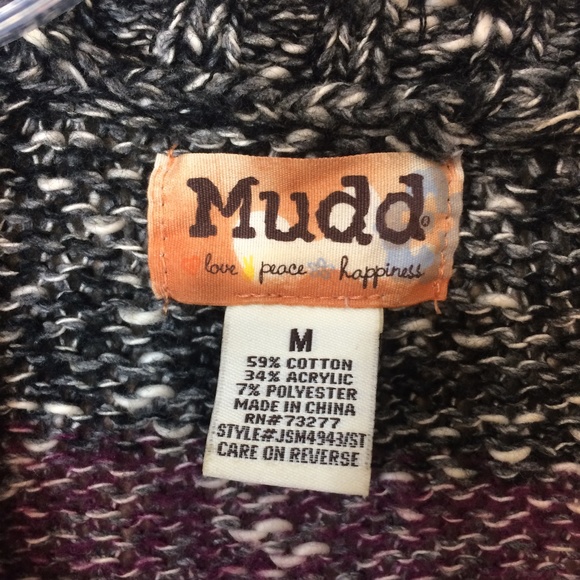 Mudd®
love peace happiness
M
59% COTTON
34% ACRYLIC
7% POLYESTER
MADE IN CHINA
RN#73277
STYLE#JSM4943/ST
CARE ON REVERSE